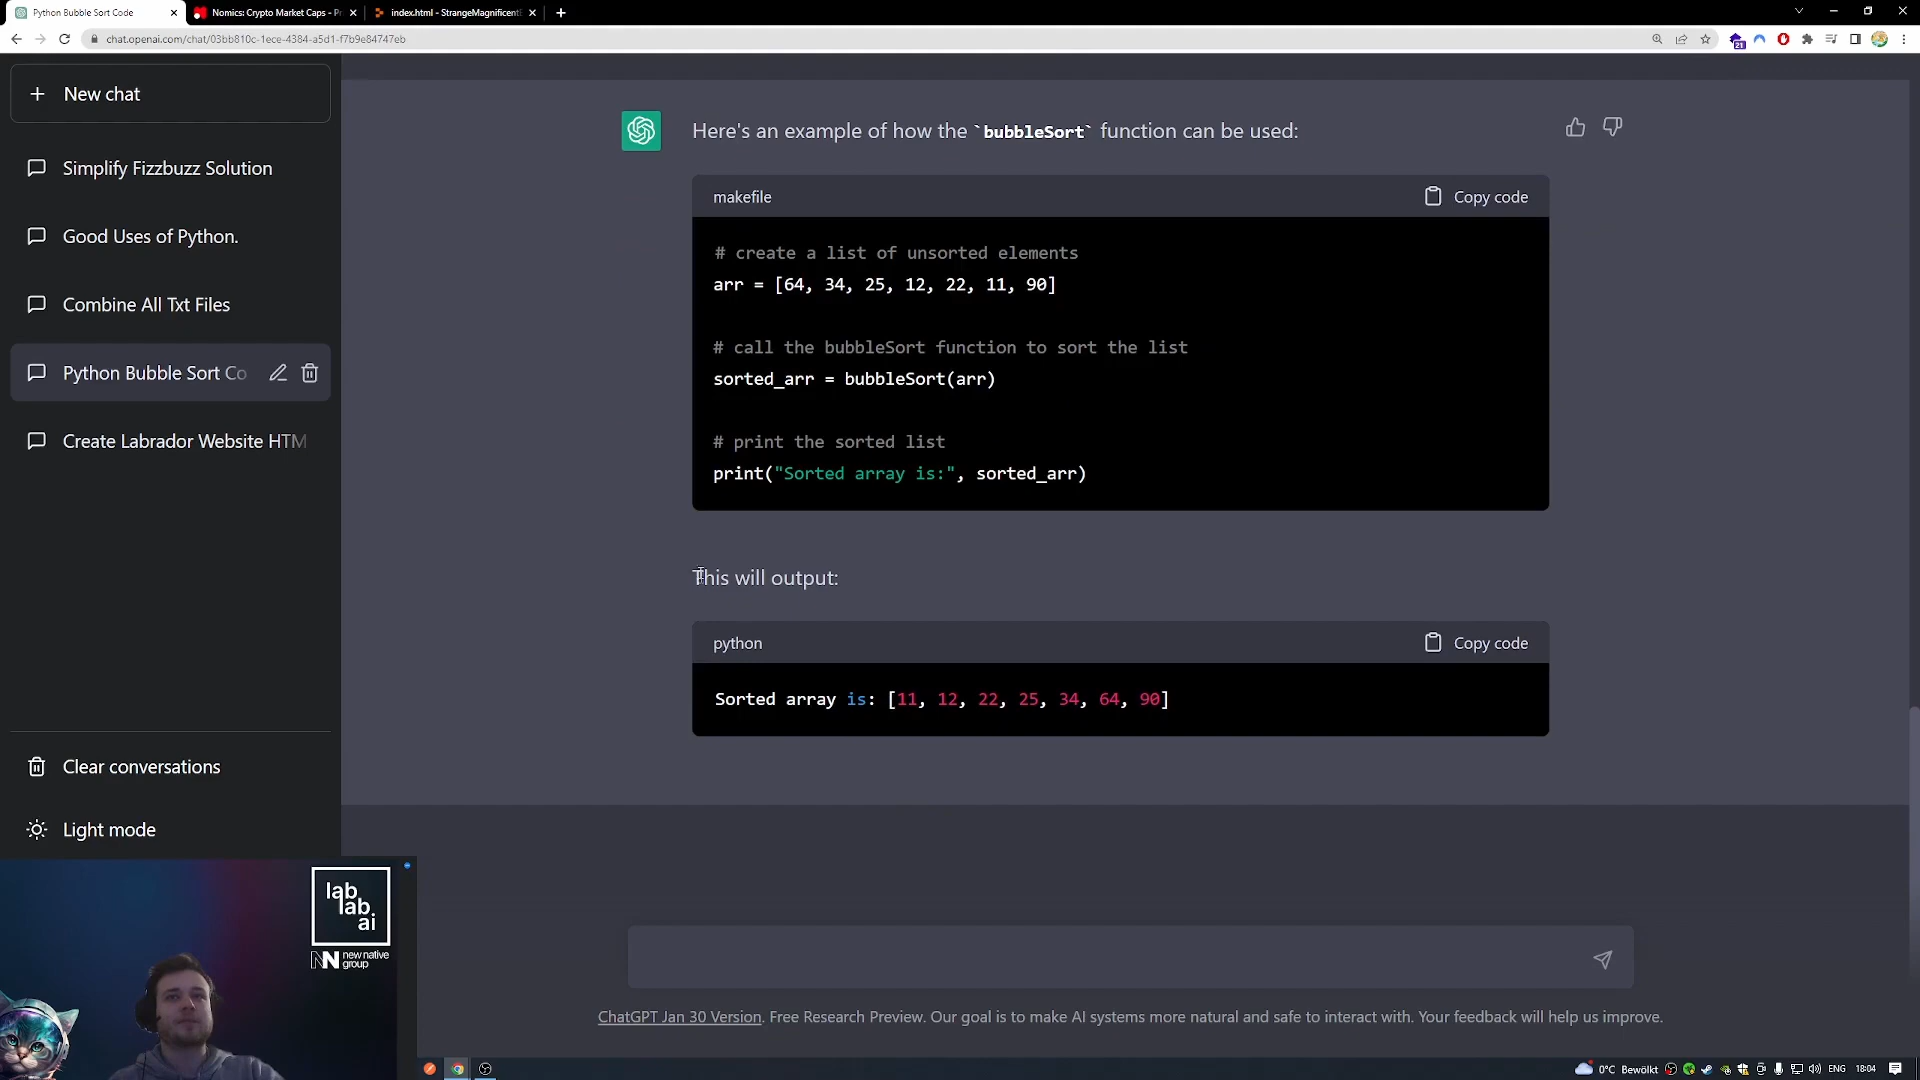 Python Bubble Sort Code
Nomics: Crypto Market Caps - Pr
index.html - StrangeMagnificentE
chat.openai.com/chat/03bb810c-1ece-4384-a5d1-f7b9e84747eb
21
New chat
Simplify Fizzbuzz Solution
Good Uses of Python.
Combine All Txt Files
Python Bubble Sort Co
Create Labrador Website HTM
Clear conversations
Light mode
Here's an example of how the `bubbleSort` function can be used:
makefile
Copy code
# create a list of unsorted elements
arr = [64, 34, 25, 12, 22, 11, 90]
# call the bubbleSort function to sort the list
sorted_arr = bubbleSort(arr)
# print the sorted list
print("Sorted array is:", sorted_arr)
This will output:
python
Copy code
Sorted array is: [11, 12, 22, 25, 34, 64, 90]
ChatGPT Jan 30 Version. Free Research Preview. Our goal is to make AI systems more natural and safe to interact with. Your feedback will help us improve.
lab
lab
ai
NN new native
group
0°C Bewölkt
ENG
18:04